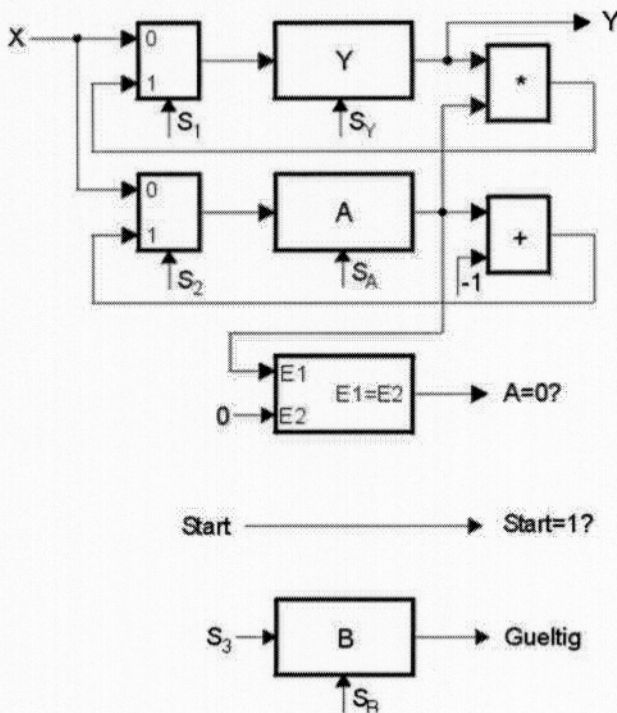 X
0
1
S1
Y
SY
Y
*
0
1
S2
A
SA
+
-1
E1
E1=E2
A=0?
0
E2
Start
Start=1?
S3
B
Gueltig
SB